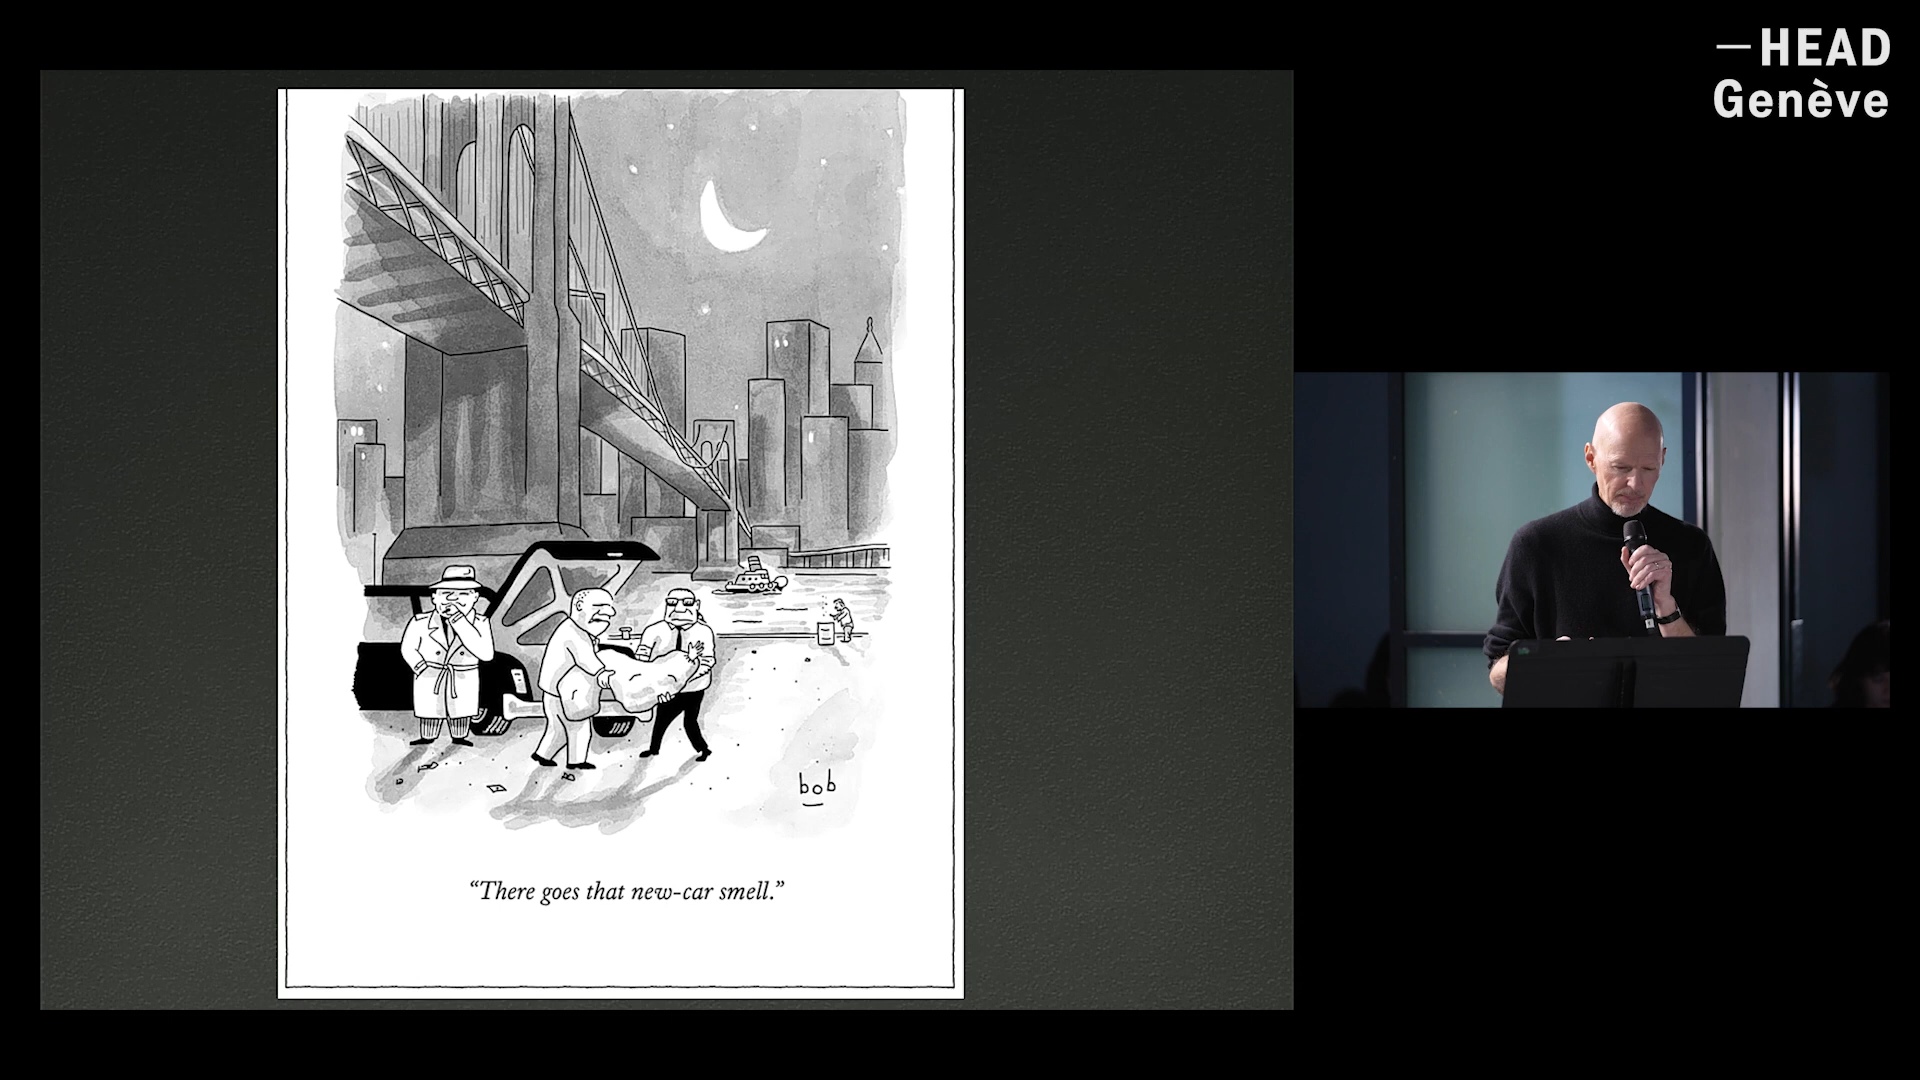 —HEAD
Genève
bob
“There goes that new-car smell.”